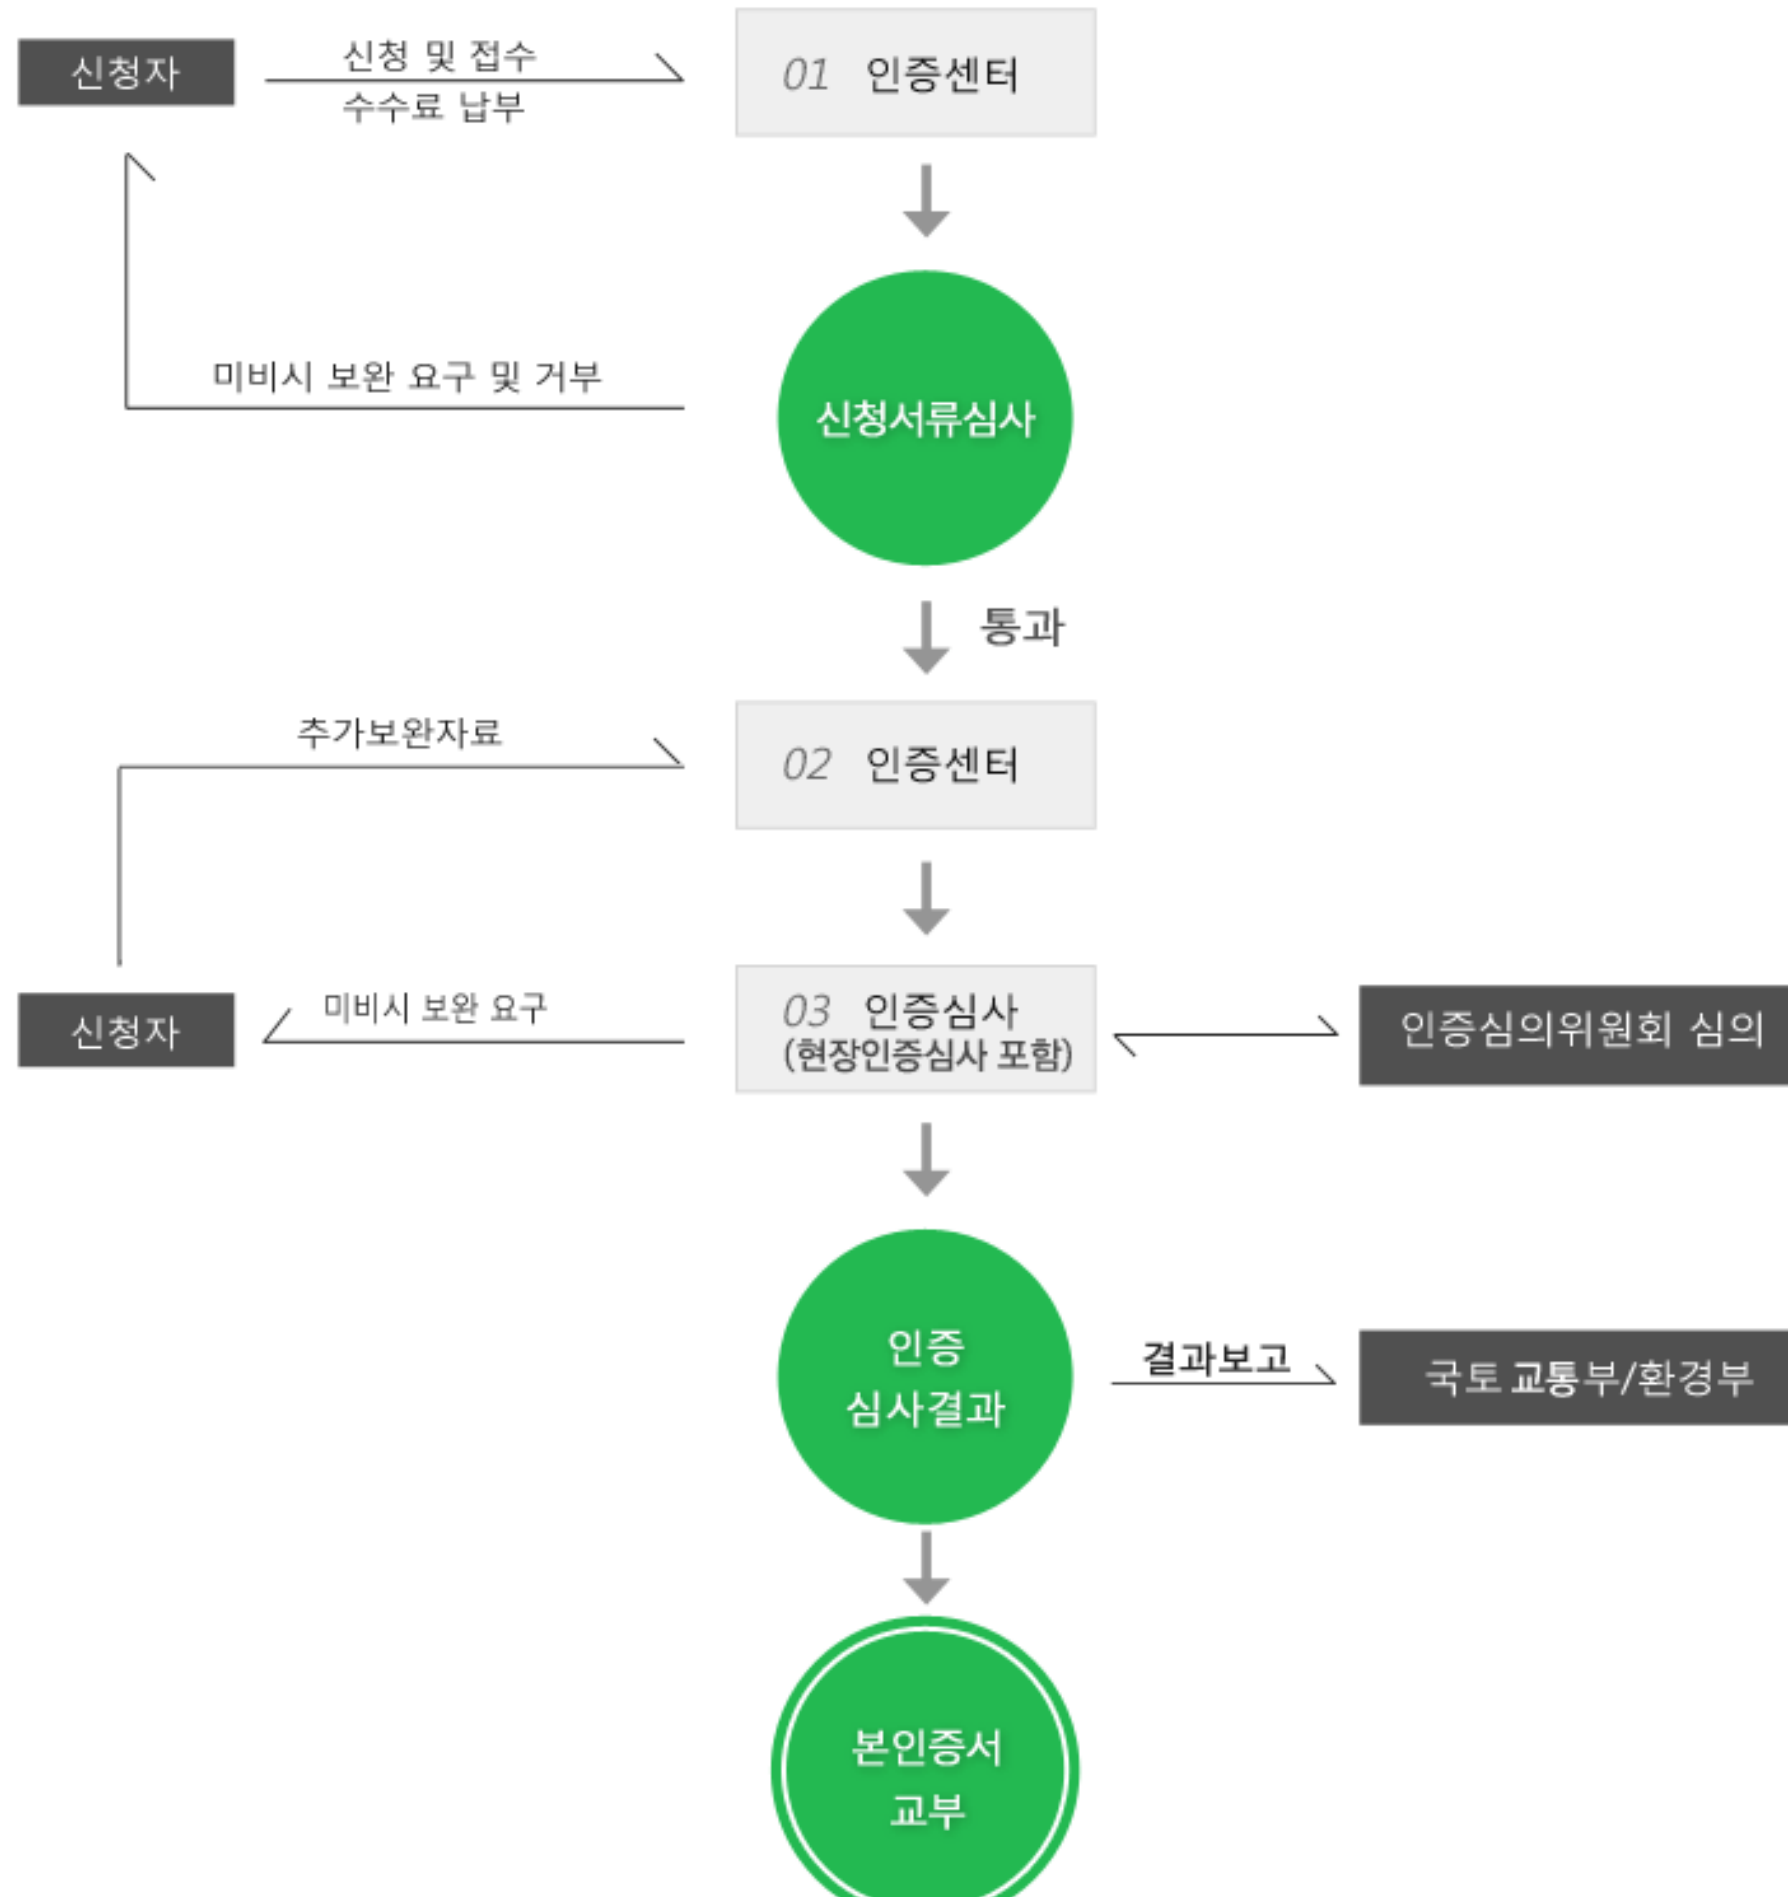 신청자
신청 및 접수
수수료 납부
01 인증센터
미비시 보완 요구 및 거부
신청서류심사
통과
추가보완자료
02 인증센터
신청자
미비시 보완 요구
03 인증심사
(현장인증심사 포함)
인증심의위원회 심의
인증
심사결과
결과보고
국토교통부/환경부
본인증서
교부